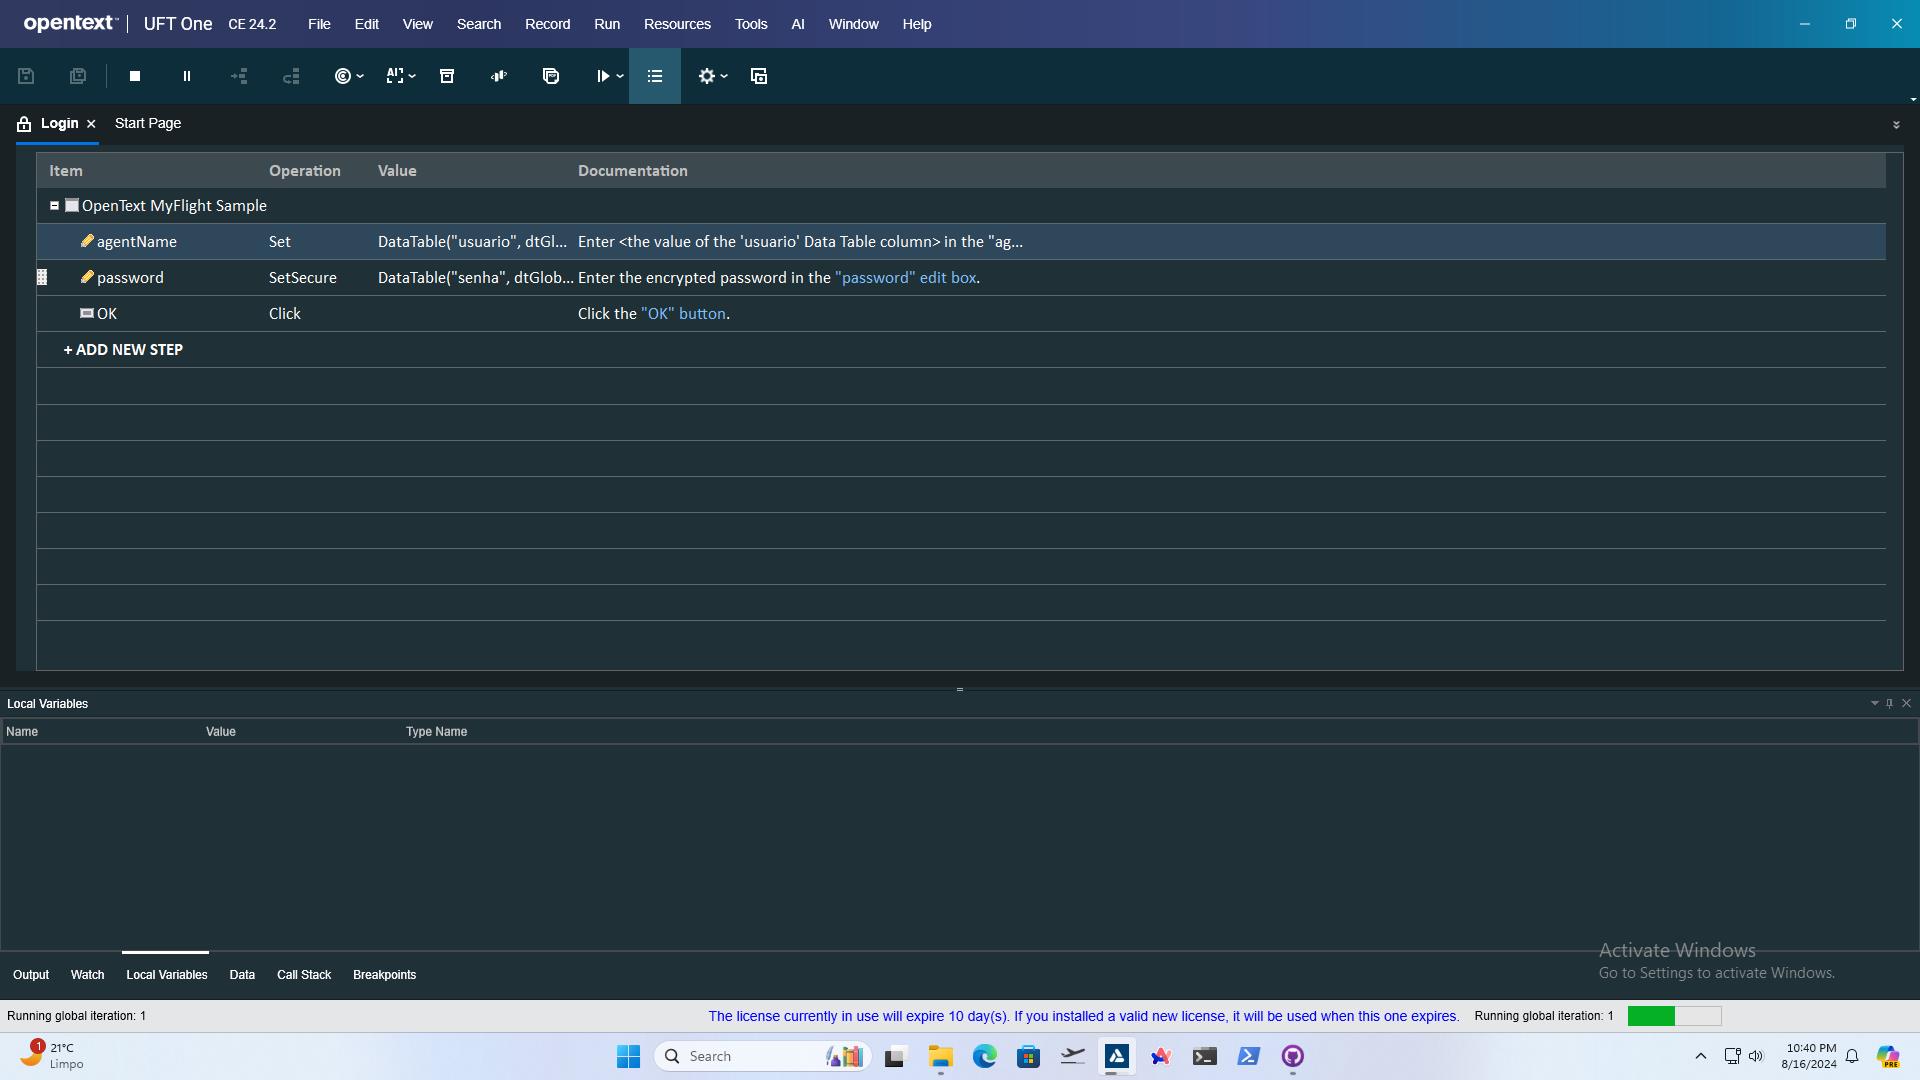 opentext™ | UFT One CE 24.2 File Edit View Search Record Run Resources Tools AI Window Help
Login × Start Page
Item Operation Value Documentation
OpenText MyFlight Sample
agentName Set DataTable("usuario", dtGl... Enter <the value of the 'usuario' Data Table column> in the "ag...
password SetSecure DataTable("senha", dtGlob... Enter the encrypted password in the "password" edit box.
OK Click Click the "OK" button.
+ ADD NEW STEP
Local Variables
Name Value Type Name
Activate Windows
Go to Settings to activate Windows.
Output Watch Local Variables Data Call Stack Breakpoints
Running global iteration: 1 The license currently in use will expire 10 day(s). If you installed a valid new license, it will be used when this one expires. Running global iteration: 1
1 21°C
Limpo
Search
10:40 PM
8/16/2024
PRE